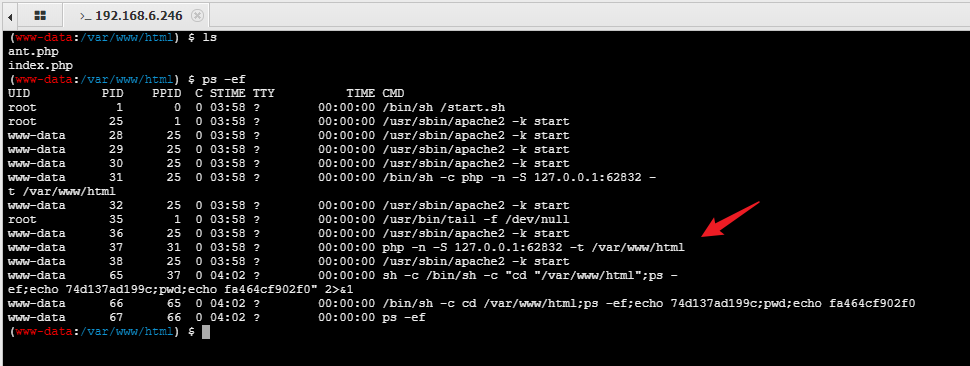 192.168.6.246
(www-data:/var/www/html) $ ls
ant.php
index.php
(www-data:/var/www/html) $ ps -ef
UID PID PPID C STIME TTY TIME CMD
root 1 0 0 03:58 ? 00:00:00 /bin/sh /start.sh
root 25 1 0 03:58 ? 00:00:00 /usr/sbin/apache2 -k start
www-data 28 25 0 03:58 ? 00:00:00 /usr/sbin/apache2 -k start
www-data 29 25 0 03:58 ? 00:00:00 /usr/sbin/apache2 -k start
www-data 30 25 0 03:58 ? 00:00:00 /usr/sbin/apache2 -k start
www-data 31 25 0 03:58 ? 00:00:00 /bin/sh -c php -n -S 127.0.0.1:62832 -
t /var/www/html
www-data 32 25 0 03:58 ? 00:00:00 /usr/sbin/apache2 -k start
root 35 1 0 03:58 ? 00:00:00 /usr/bin/tail -f /dev/null
www-data 36 25 0 03:58 ? 00:00:00 /usr/sbin/apache2 -k start
www-data 37 31 0 03:58 ? 00:00:00 php -n -S 127.0.0.1:62832 -t /var/www/html
www-data 38 25 0 03:58 ? 00:00:00 /usr/sbin/apache2 -k start
www-data 65 37 0 04:02 ? 00:00:00 sh -c /bin/sh -c "cd "/var/www/html";ps -
ef;echo 74d137ad199c;pwd;echo fa464cf902f0" 2>&1
www-data 66 65 0 04:02 ? 00:00:00 /bin/sh -c cd /var/www/html;ps -ef;echo 74d137ad199c;pwd;echo fa464cf902f0
www-data 67 66 0 04:02 ? 00:00:00 ps -ef
(www-data:/var/www/html) $